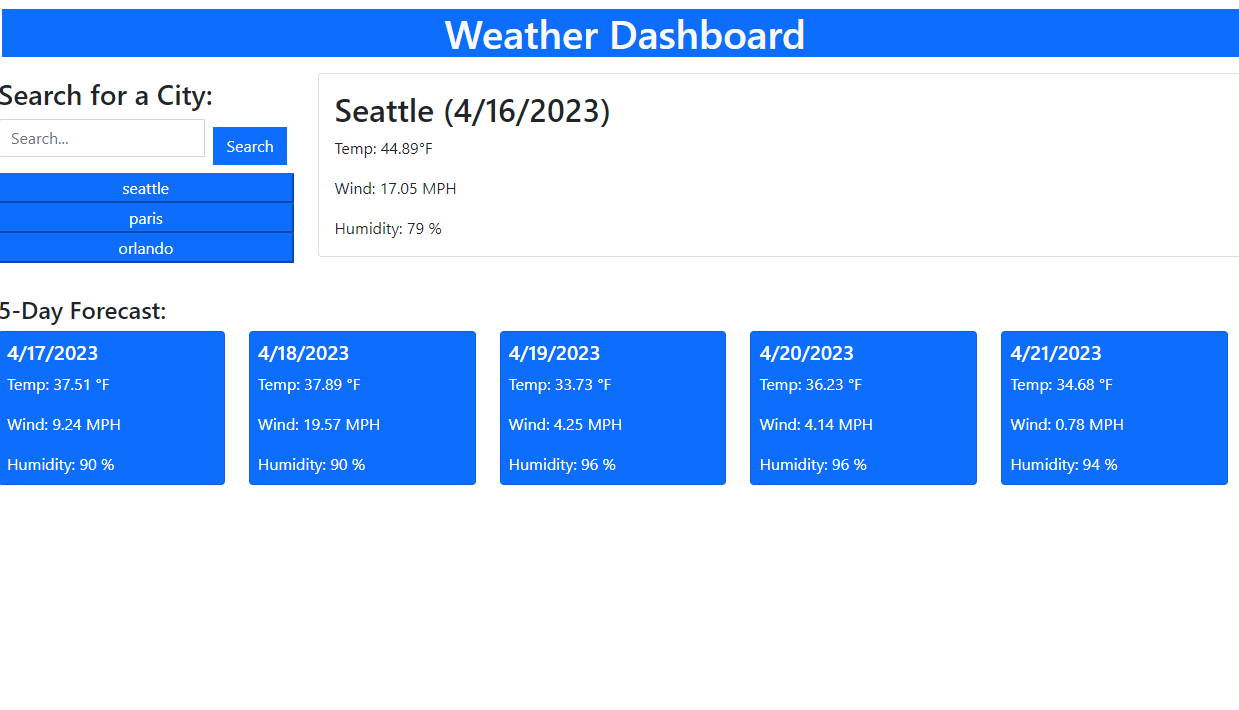 Weather Dashboard
Search for a City:
Search...
Search
seattle
paris
orlando
Seattle (4/16/2023)
Temp: 44.89°F
Wind: 17.05 MPH
Humidity: 79 %
5-Day Forecast:
4/17/2023
Temp: 37.51 °F
Wind: 9.24 MPH
Humidity: 90 %
4/18/2023
Temp: 37.89 °F
Wind: 19.57 MPH
Humidity: 90 %
4/19/2023
Temp: 33.73 °F
Wind: 4.25 MPH
Humidity: 96 %
4/20/2023
Temp: 36.23 °F
Wind: 4.14 MPH
Humidity: 96 %
4/21/2023
Temp: 34.68 °F
Wind: 0.78 MPH
Humidity: 94 %